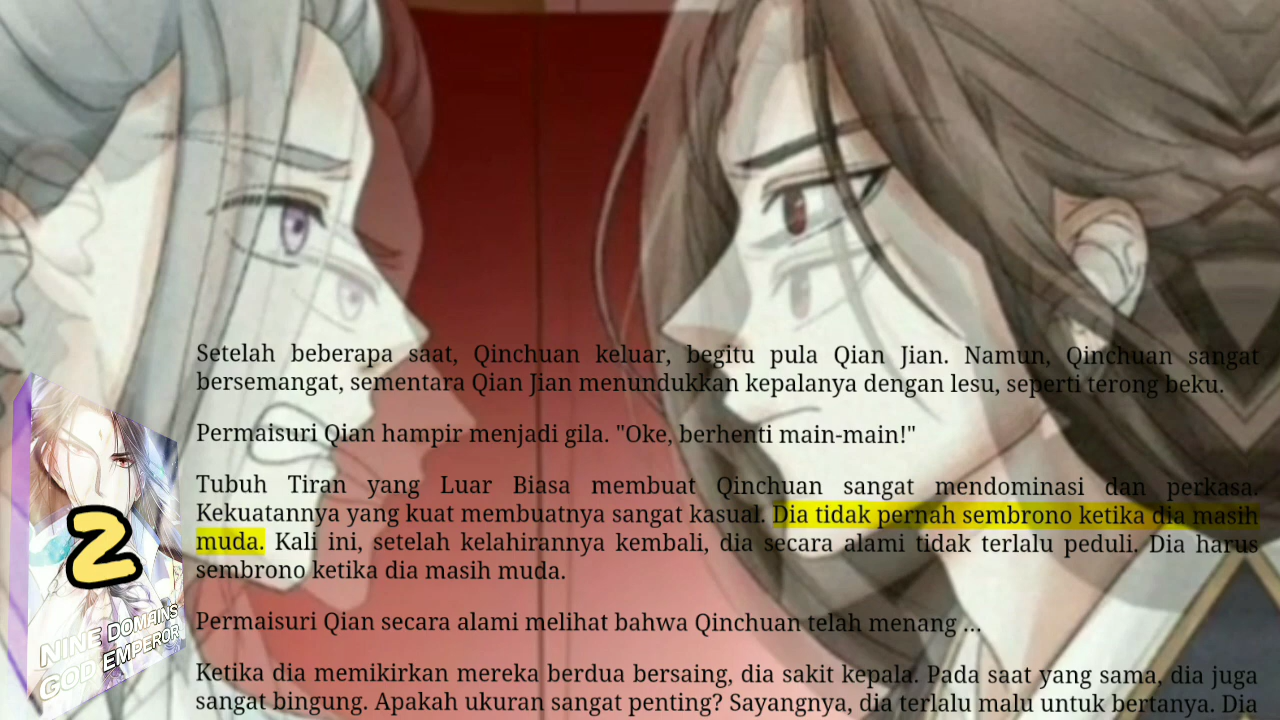 Setelah beberapa saat, Qinchuan keluar, begitu pula Qian Jian. Namun, Qinchuan sangat
bersemangat, sementara Qian Jian menundukkan kepalanya dengan lesu, seperti terong beku.
Permaisuri Qian hampir menjadi gila. "Oke, berhenti main-main!"
Tubuh Tiran yang Luar Biasa membuat Qinchuan sangat mendominasi dan perkasa.
Kekuatannya yang kuat membuatnya sangat kasual. Dia tidak pernah sembrono ketika dia masih
muda. Kali ini, setelah kelahirannya kembali, dia secara alami tidak terlalu peduli. Dia harus
sembrono ketika dia masih muda.
Permaisuri Qian secara alami melihat bahwa Qinchuan telah menang ...
Ketika dia memikirkan mereka berdua bersaing, dia sakit kepala. Pada saat yang sama, dia juga
sangat bingung. Apakah ukuran sangat penting? Sayangnya, dia terlalu malu untuk bertanya. Dia
2
NINE DOMAINS
GOD EMPEROR